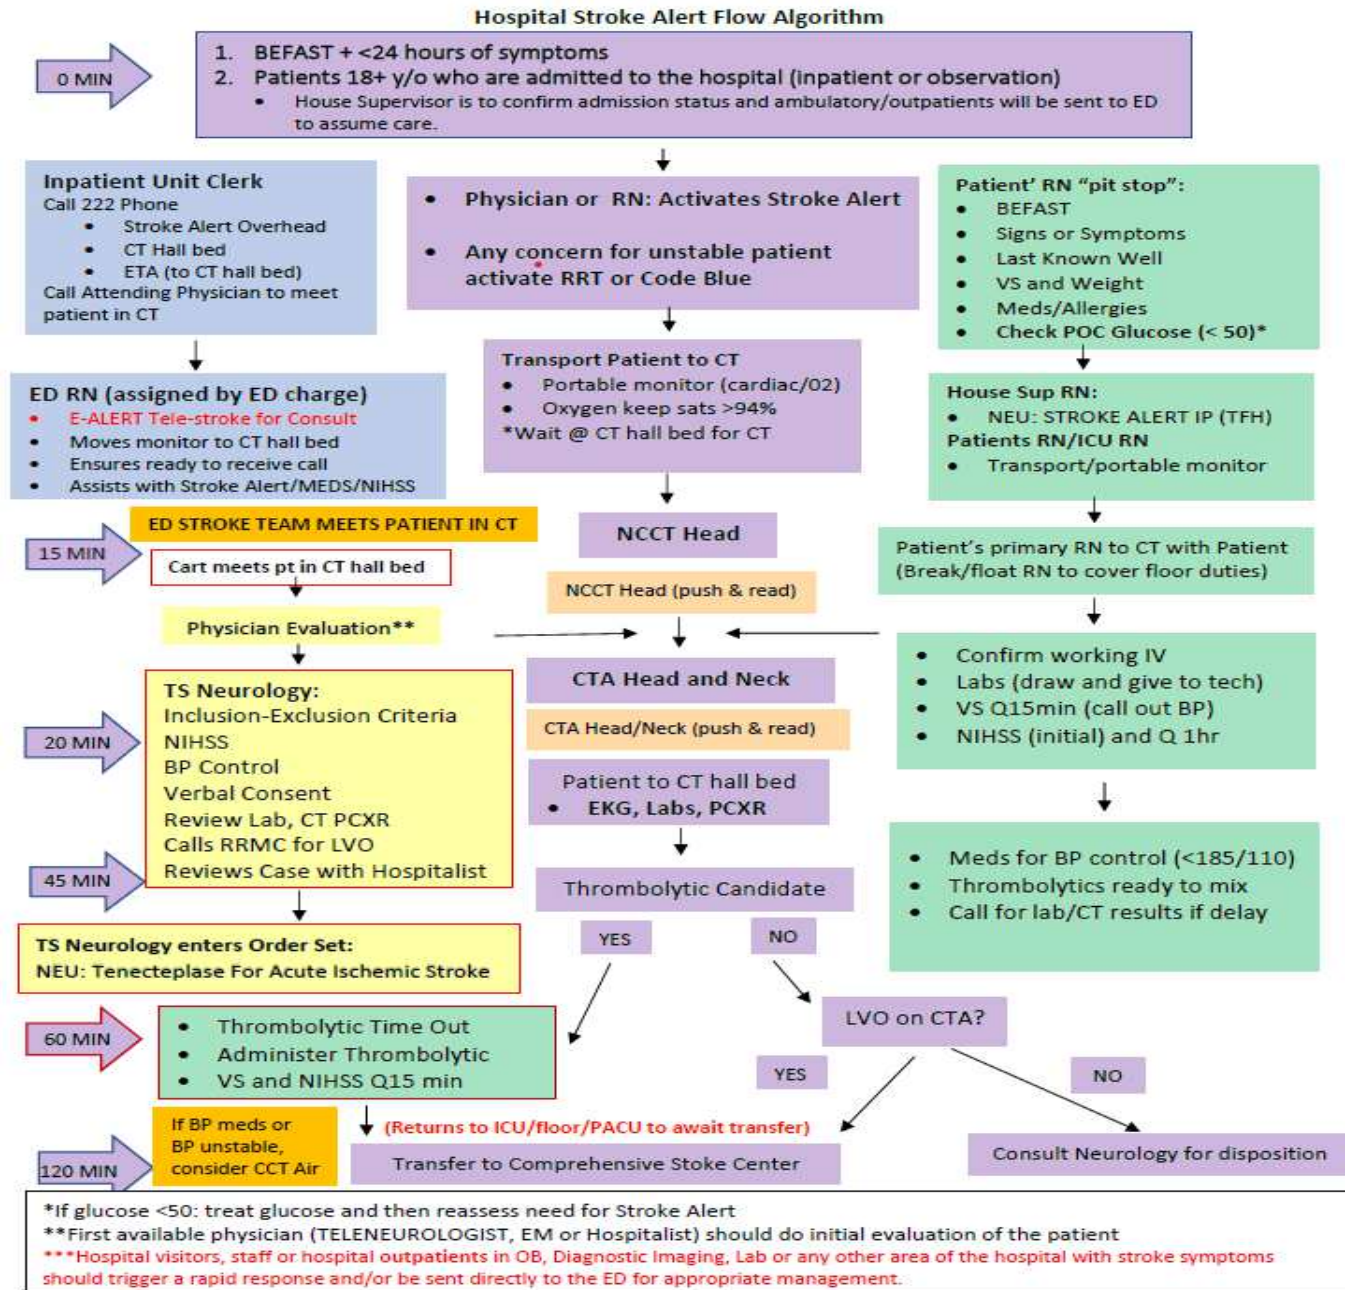 Hospital Stroke Alert Flow Algorithm
0 MIN
1. BEFAST + <24 hours of symptoms
2. Patients 18+ y/o who are admitted to the hospital (inpatient or observation)
• House Supervisor is to confirm admission status and ambulatory/outpatients will be sent to ED
to assume care.
Inpatient Unit Clerk
Call 222 Phone
• Stroke Alert Overhead
• CT Hall bed
• ETA (to CT hall bed)
Call Attending Physician to meet
patient in CT
• Physician or RN: Activates Stroke Alert
• Any concern for unstable patient
activate RRT or Code Blue
Patient' RN "pit stop":
• BEFAST
• Signs or Symptoms
• Last Known Well
• VS and Weight
• Meds/Allergies
• Check POC Glucose (< 50)*
ED RN (assigned by ED charge)
• E-ALERT Tele-stroke for Consult
• Moves monitor to CT hall bed
• Ensures ready to receive call
• Assists with Stroke Alert/MEDS/NIHSS
Transport Patient to CT
• Portable monitor (cardiac/02)
• Oxygen keep sats >94%
*Wait @ CT hall bed for CT
House Sup RN:
• NEU: STROKE ALERT IP (TFH)
Patients RN/ICU RN
• Transport/portable monitor
15 MIN
ED STROKE TEAM MEETS PATIENT IN CT
Cart meets pt in CT hall bed
Physician Evaluation**
NCCT Head
NCCT Head (push & read)
Patient's primary RN to CT with Patient
(Break/float RN to cover floor duties)
20 MIN
45 MIN
TS Neurology:
Inclusion-Exclusion Criteria
NIHSS
BP Control
Verbal Consent
Review Lab, CT PCXR
Calls RRMC for LVO
Reviews Case with Hospitalist
CTA Head and Neck
CTA Head/Neck (push & read)
Patient to CT hall bed
• EKG, Labs, PCXR
Thrombolytic Candidate
YES
NO
• Confirm working IV
• Labs (draw and give to tech)
• VS Q15min (call out BP)
• NIHSS (initial) and Q 1hr
• Meds for BP control (<185/110)
• Thrombolytics ready to mix
• Call for lab/CT results if delay
TS Neurology enters Order Set:
NEU: Tenecteplase For Acute Ischemic Stroke
60 MIN
• Thrombolytic Time Out
• Administer Thrombolytic
• VS and NIHSS Q15 min
LVO on CTA?
YES
NO
120 MIN
If BP meds or
BP unstable,
consider CCT Air
(Returns to ICU/floor/PACU to await transfer)
Transfer to Comprehensive Stoke Center
Consult Neurology for disposition
*If glucose <50: treat glucose and then reassess need for Stroke Alert
**First available physician (TELENEUROLOGIST, EM or Hospitalist) should do initial evaluation of the patient
***Hospital visitors, staff or hospital outpatients in OB, Diagnostic Imaging, Lab or any other area of the hospital with stroke symptoms
should trigger a rapid response and/or be sent directly to the ED for appropriate management.